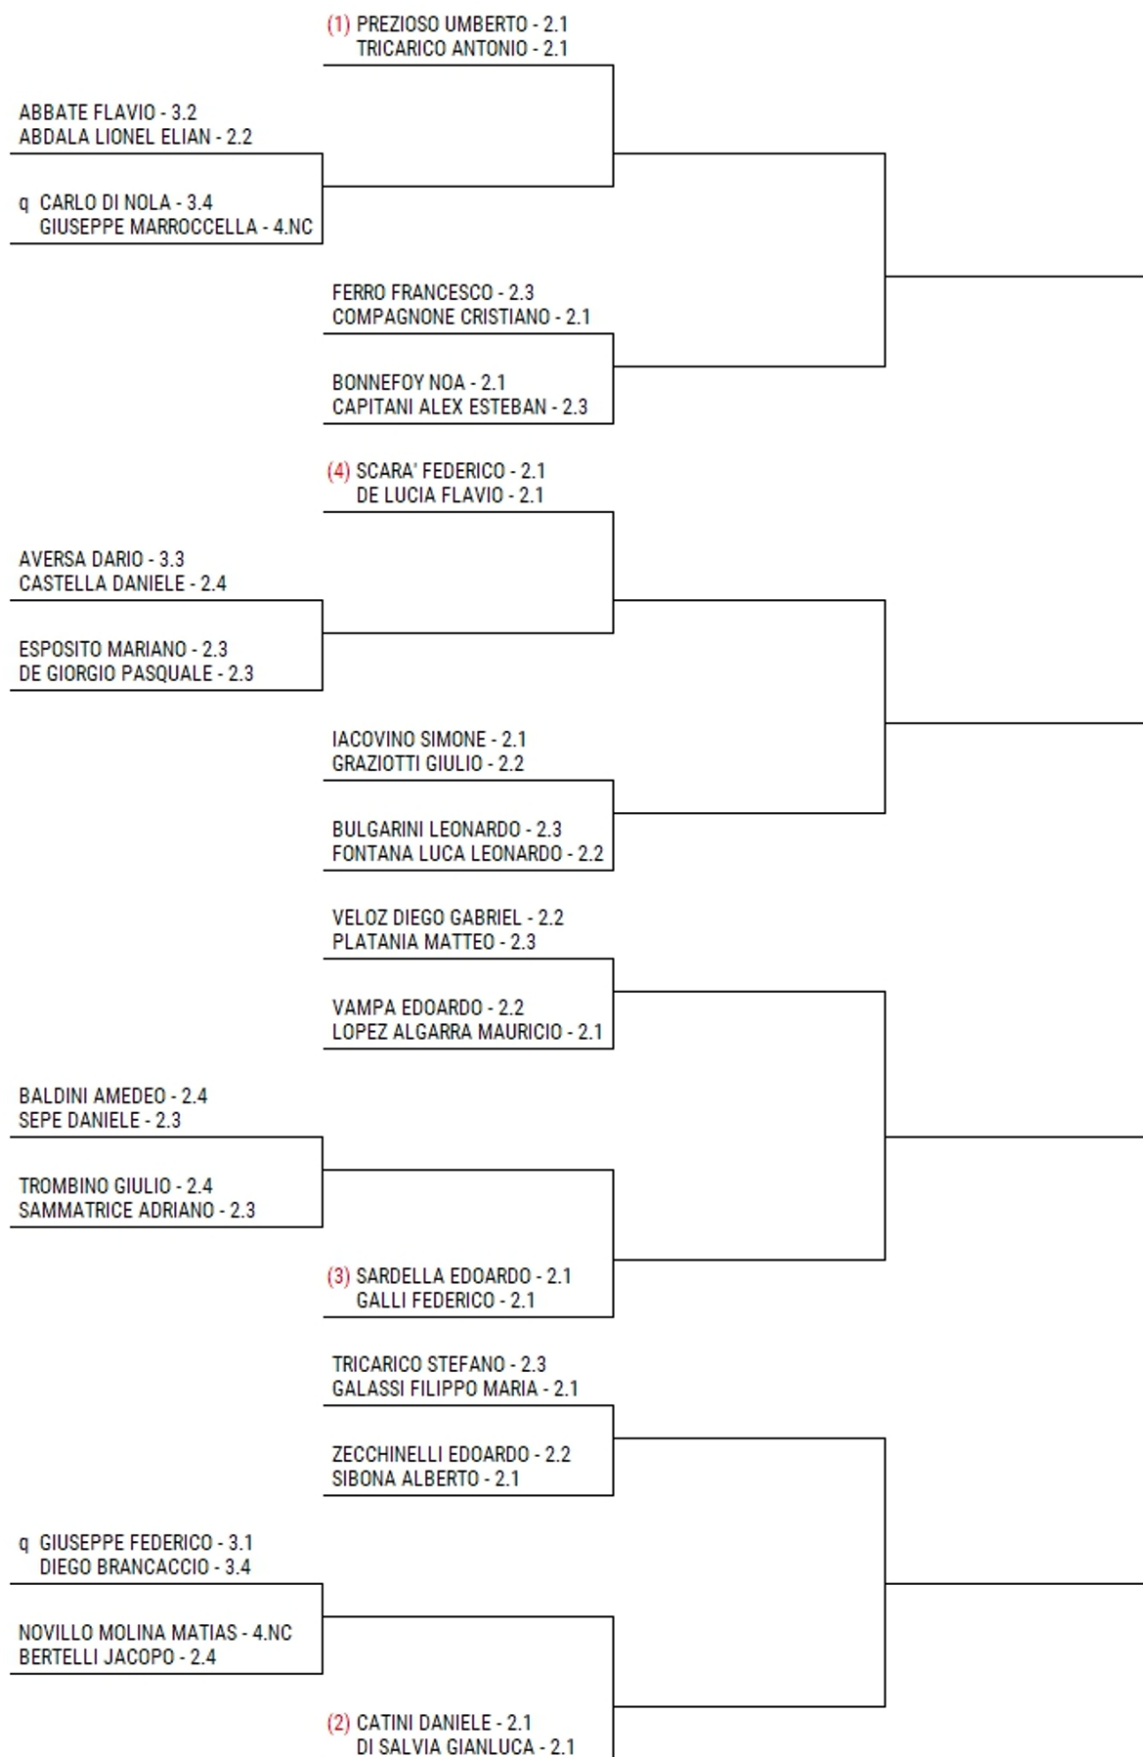 (1) PREZIOSO UMBERTO - 2.1
TRICARICO ANTONIO - 2.1
ABBATE FLAVIO - 3.2
ABDALA LIONEL ELIAN - 2.2
q CARLO DI NOLA - 3.4
GIUSEPPE MARROCCELLA - 4.NC
FERRO FRANCESCO - 2.3
COMPAGNONE CRISTIANO - 2.1
BONNEFOY NOA - 2.1
CAPITANI ALEX ESTEBAN - 2.3
(4) SCARA' FEDERICO - 2.1
DE LUCIA FLAVIO - 2.1
AVERSA DARIO - 3.3
CASTELLA DANIELE - 2.4
ESPOSITO MARIANO - 2.3
DE GIORGIO PASQUALE - 2.3
IACOVINO SIMONE - 2.1
GRAZIOTTI GIULIO - 2.2
BULGARINI LEONARDO - 2.3
FONTANA LUCA LEONARDO - 2.2
VELOZ DIEGO GABRIEL - 2.2
PLATANIA MATTEO - 2.3
VAMPA EDOARDO - 2.2
LOPEZ ALGARRA MAURICIO - 2.1
BALDINI AMEDEO - 2.4
SEPE DANIELE - 2.3
TROMBINO GIULIO - 2.4
SAMMATRICE ADRIANO - 2.3
(3) SARDELLA EDOARDO - 2.1
GALLI FEDERICO - 2.1
TRICARICO STEFANO - 2.3
GALASSI FILIPPO MARIA - 2.1
ZECCHINELLI EDOARDO - 2.2
SIBONA ALBERTO - 2.1
q GIUSEPPE FEDERICO - 3.1
DIEGO BRANCACCIO - 3.4
NOVILLO MOLINA MATIAS - 4.NC
BERTELLI JACOPO - 2.4
(2) CATINI DANIELE - 2.1
DI SALVIA GIANLUCA - 2.1